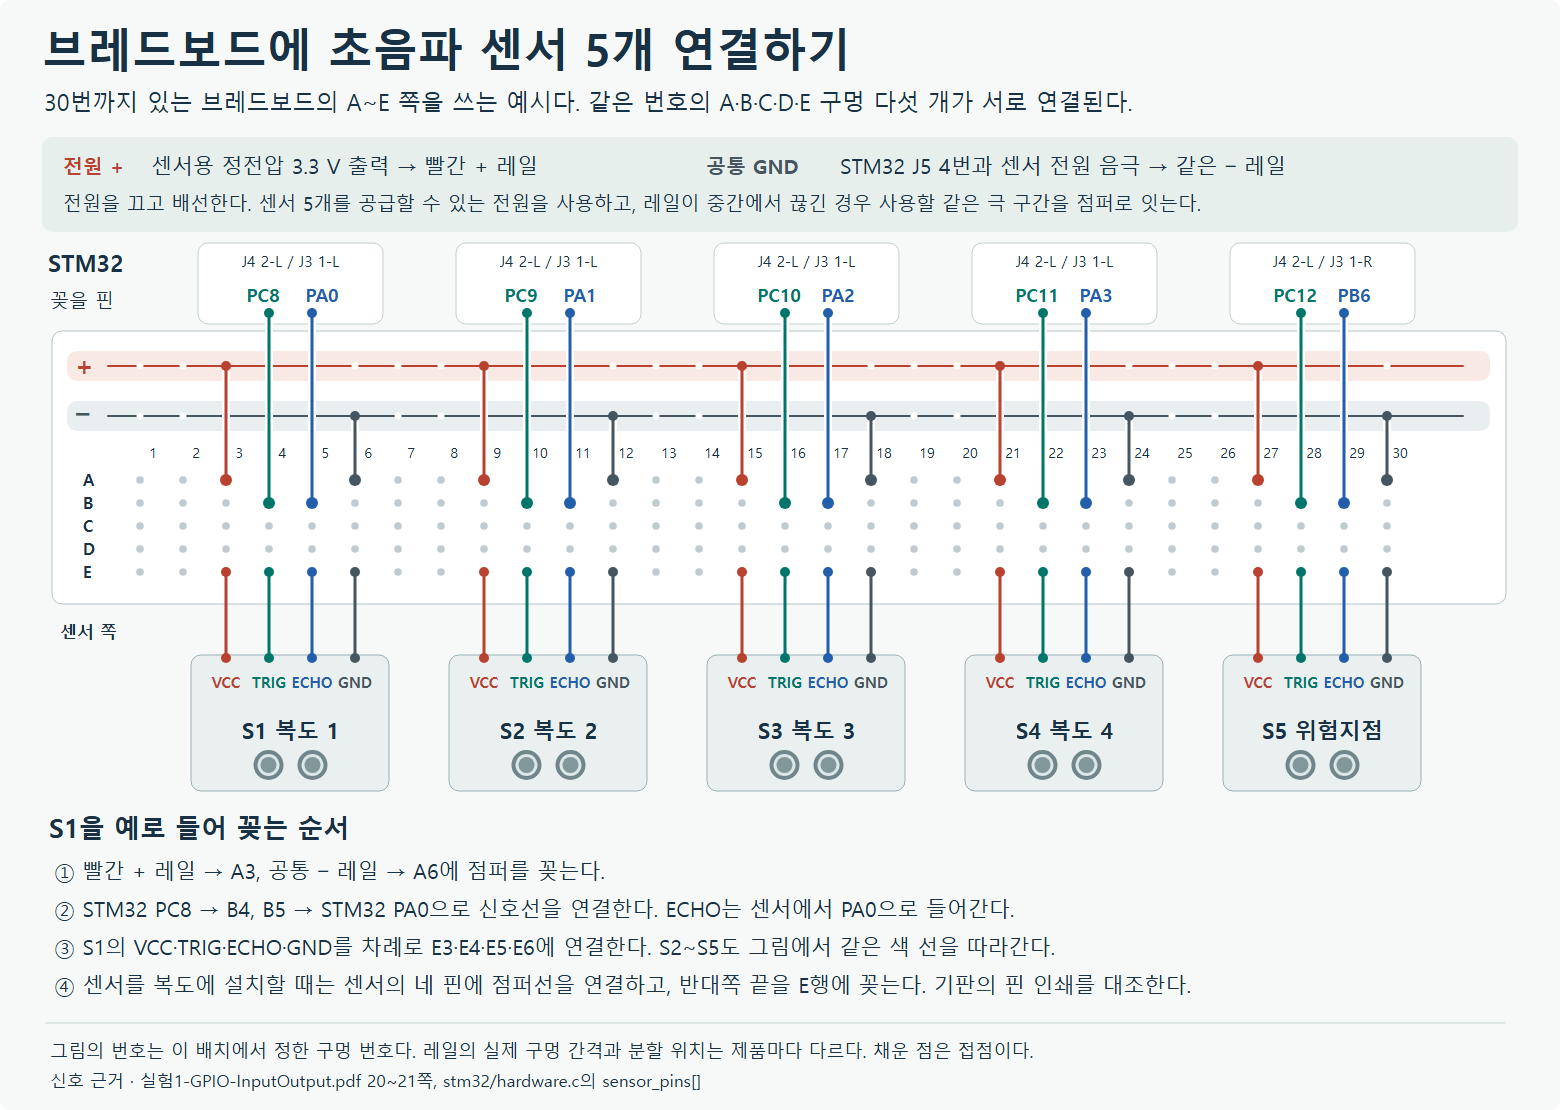 브레드보드에 초음파 센서 5개 연결하기
30번까지 있는 브레드보드의 A~E 쪽을 쓰는 예시다. 같은 번호의 A·B·C·D·E 구멍 다섯 개가 서로 연결된다.
전원 + 센서용 정전압 3.3 V 출력 → 빨간 + 레일 공통 GND STM32 J5 4번과 센서 전원 음극 → 같은 − 레일
전원을 끄고 배선한다. 센서 5개를 공급할 수 있는 전원을 사용하고, 레일이 중간에서 끊긴 경우 사용할 같은 극 구간을 점퍼로 잇는다.
STM32
꽂을 핀
J4 2-L / J3 1-L J4 2-L / J3 1-L J4 2-L / J3 1-L J4 2-L / J3 1-L J4 2-L / J3 1-R
PC8 PA0 PC9 PA1 PC10 PA2 PC11 PA3 PC12 PB6
+
−
1 2 3 4 5 6 7 8 9 10 11 12 13 14 15 16 17 18 19 20 21 22 23 24 25 26 27 28 29 30
A
B
C
D
E
센서 쪽
VCC TRIG ECHO GND VCC TRIG ECHO GND VCC TRIG ECHO GND VCC TRIG ECHO GND VCC TRIG ECHO GND
S1 복도 1 S2 복도 2 S3 복도 3 S4 복도 4 S5 위험지점
S1을 예로 들어 꽂는 순서
① 빨간 + 레일 → A3, 공통 − 레일 → A6에 점퍼를 꽂는다.
② STM32 PC8 → B4, B5 → STM32 PA0으로 신호선을 연결한다. ECHO는 센서에서 PA0으로 들어간다.
③ S1의 VCC·TRIG·ECHO·GND를 차례로 E3·E4·E5·E6에 연결한다. S2~S5도 그림에서 같은 색 선을 따라간다.
④ 센서를 복도에 설치할 때는 센서의 네 핀에 점퍼선을 연결하고, 반대쪽 끝을 E행에 꽂는다. 기판의 핀 인쇄를 대조한다.
그림의 번호는 이 배치에서 정한 구멍 번호다. 레일의 실제 구멍 간격과 분할 위치는 제품마다 다르다. 채운 점은 접점이다.
신호 근거 · 실험1-GPIO-InputOutput.pdf 20~21쪽, stm32/hardware.c의 sensor_pins[]